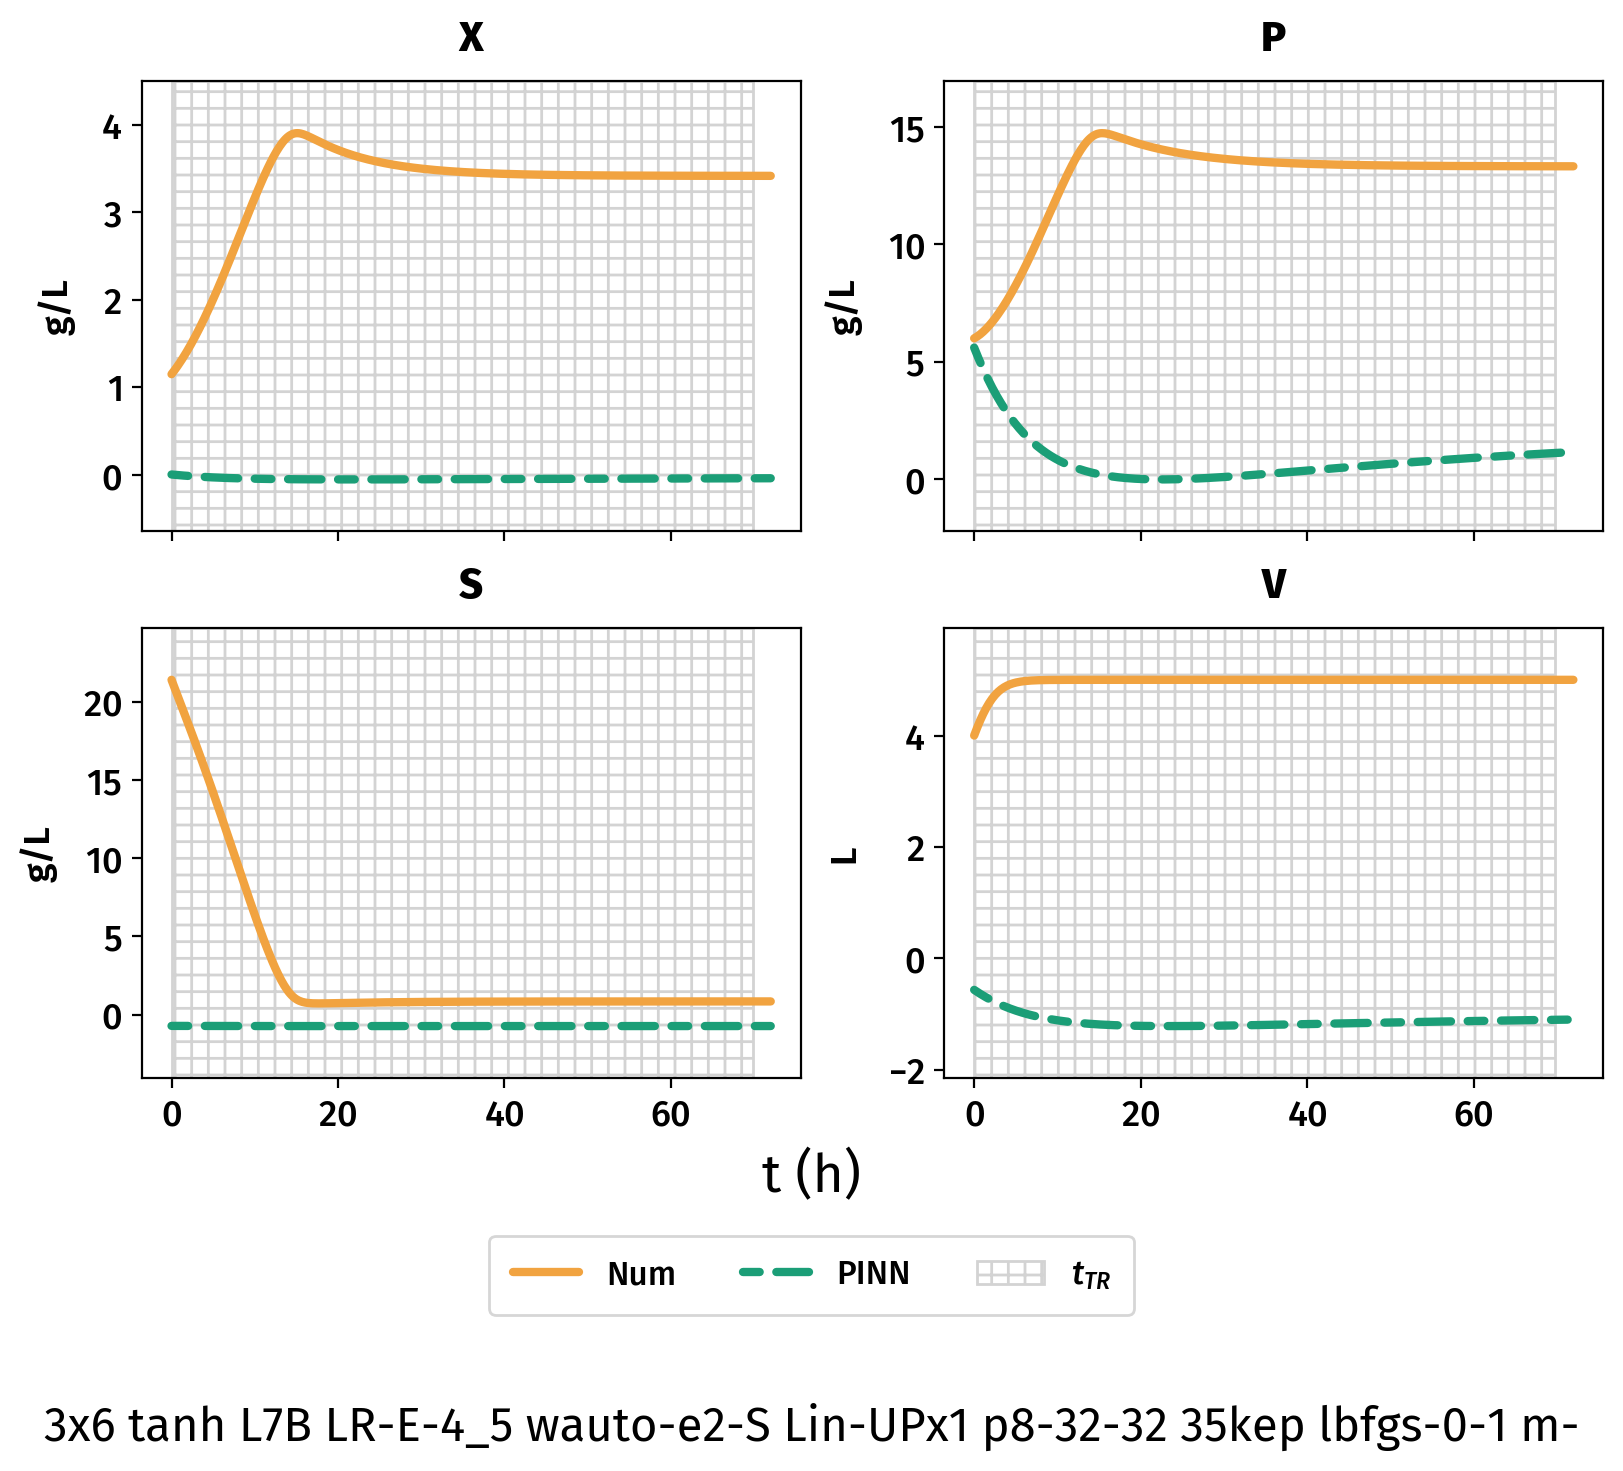 X
P
4
3
2
1
0
g/L
15
10
5
0
g/L
S
V
20
15
10
5
0
g/L
4
2
0
−2
L
0 20 40 60
0 20 40 60
t (h)
Num PINN t_TR
3x6 tanh L7B LR-E-4_5 wauto-e2-S Lin-UPx1 p8-32-32 35kep lbfgs-0-1 m-